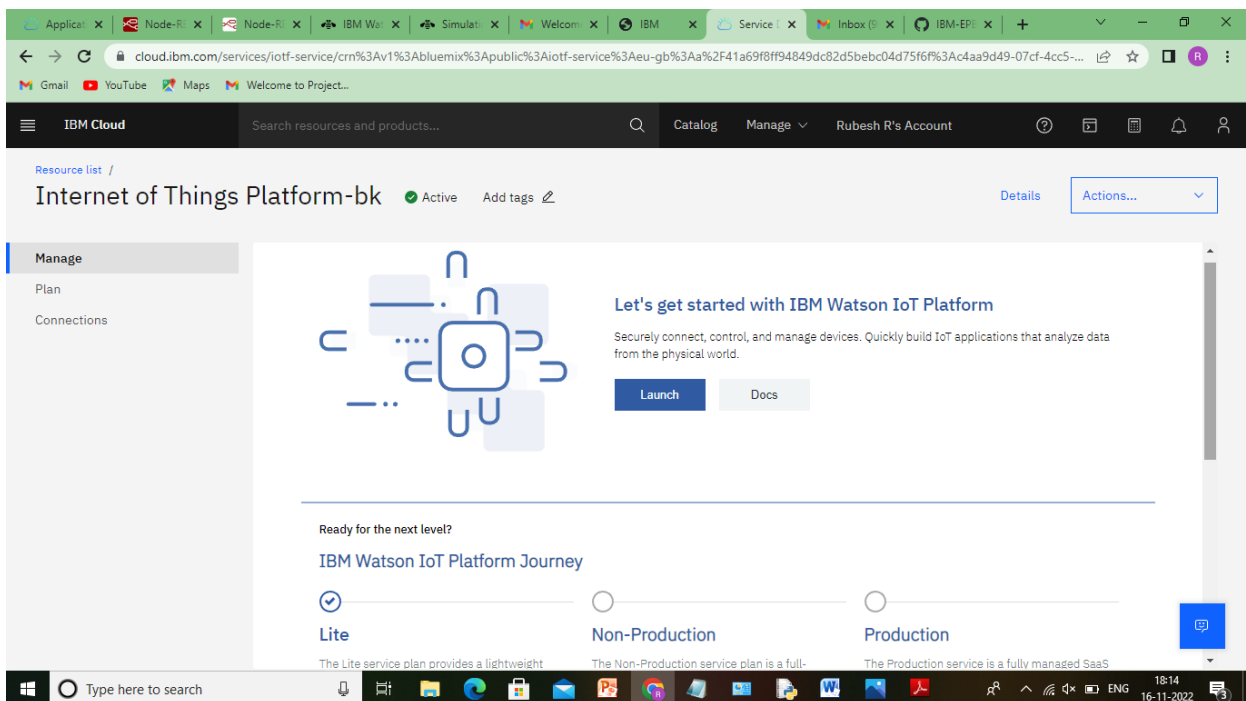 Applicat
Node-R
Node-R
IBM Wat
Simulati
Welcom
IBM
Service
Inbox (9
IBM-EPB
cloud.ibm.com/services/iotf-service/crn%3Av1%3Abluemix%3Apublic%3Aiotf-service%3Aeu-gb%3Aa%2F41a69f8ff94849dc82d5bebc04d75f6f%3Ac4aa9d49-07cf-4cc5-...
R
Gmail YouTube Maps Welcome to Project...
IBM Cloud Search resources and products... Catalog Manage Rubesh R's Account
Resource list /
Internet of Things Platform-bk Active Add tags Details Actions...
Manage
Plan
Connections
Let's get started with IBM Watson IoT Platform
Securely connect, control, and manage devices. Quickly build IoT applications that analyze data
from the physical world.
Launch Docs
Ready for the next level?
IBM Watson IoT Platform Journey
Lite Non-Production Production
The Lite service plan provides a lightweight The Non-Production service plan is a full- The Production service is a fully managed SaaS
Type here to search
ENG
18:14
16-11-2022
3